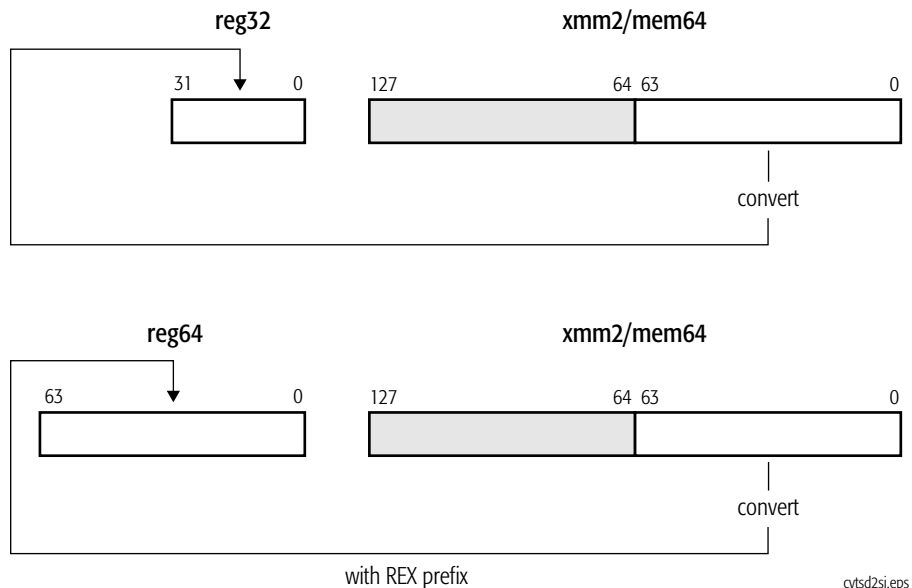 reg32 xmm2/mem64
31 0 127 64 63 0
convert
reg64 xmm2/mem64
63 0 127 64 63 0
convert
with REX prefix
cvtsd2si.eps